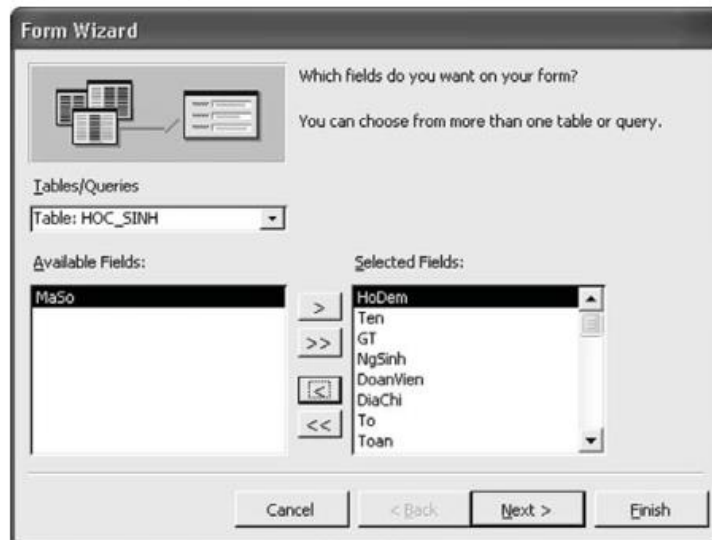 Form Wizard
Which fields do you want on your form?
You can choose from more than one table or query.
Tables/Queries
Table: HOC_SINH
Available Fields:
Selected Fields:
MaSo
>
>>
<
<<
HoDem
Ten
GT
NgSinh
DoanVien
DiaChi
To
Toan
Cancel
< Back
Next >
Finish